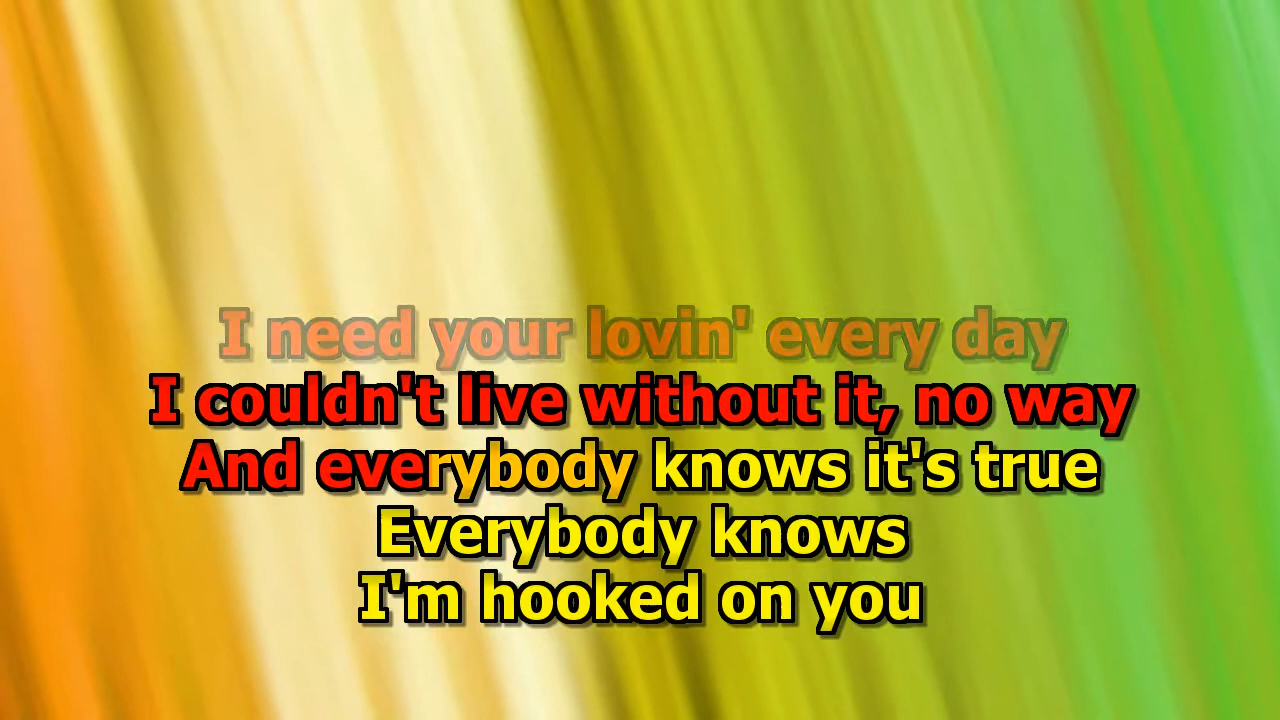 I need your lovin' every day
I couldn't live without it, no way
And everybody knows it's true
Everybody knows
I'm hooked on you